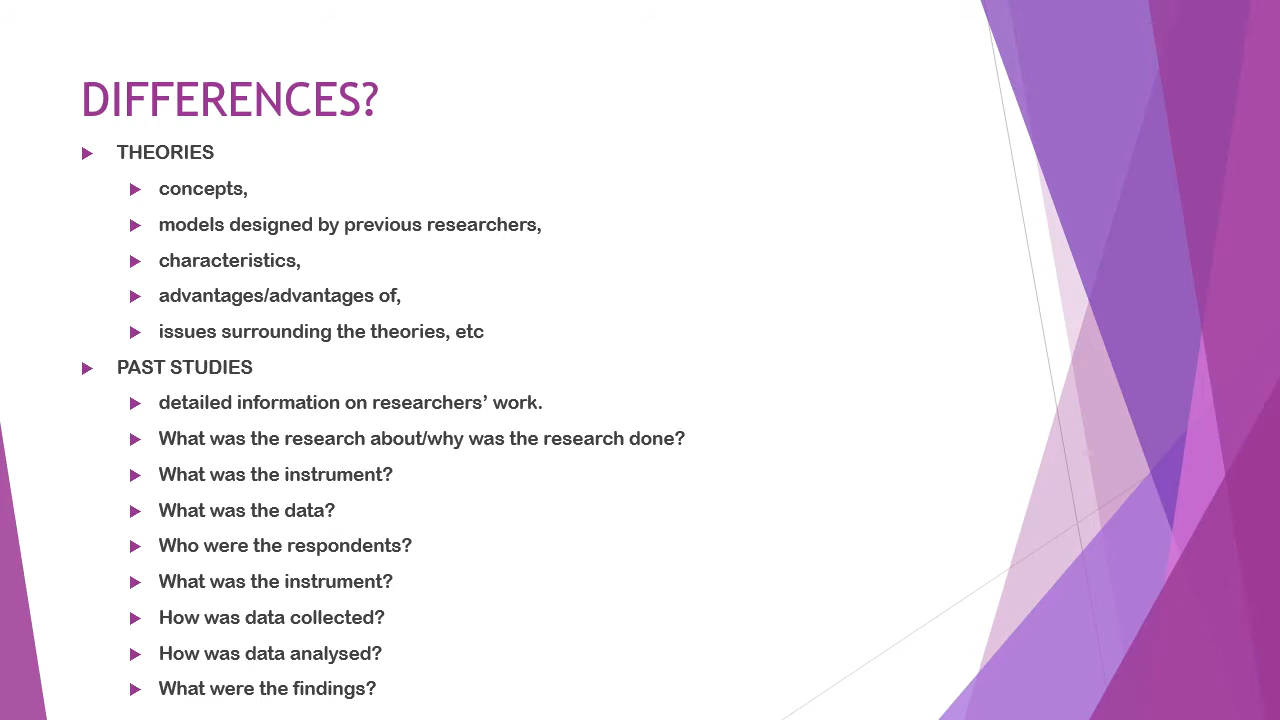 DIFFERENCES?
THEORIES
concepts,
models designed by previous researchers,
characteristics,
advantages/advantages of,
issues surrounding the theories, etc
PAST STUDIES
detailed information on researchers’ work.
What was the research about/why was the research done?
What was the instrument?
What was the data?
Who were the respondents?
What was the instrument?
How was data collected?
How was data analysed?
What were the findings?